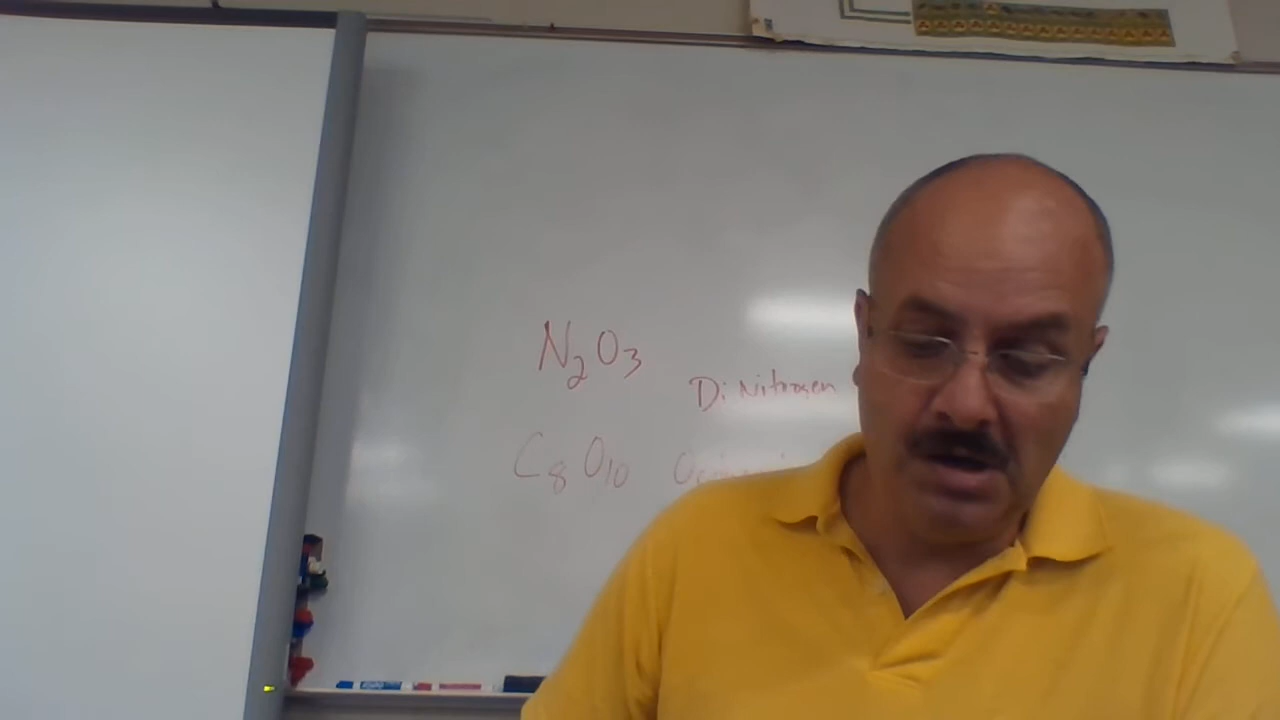 N₂O₃
Di Nitrogen
C₈O₁₀